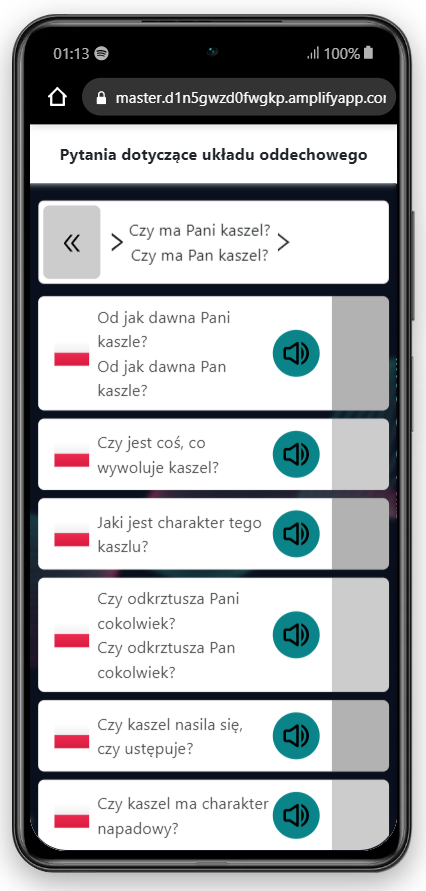 01:13 100%
master.d1n5gwzd0fwgkp.amplifyapp.cor
Pytania dotyczące układu oddechowego
Czy ma Pani kaszel?
Czy ma Pan kaszel?
Od jak dawna Pani
kaszle?
Od jak dawna Pan
kaszle?
Czy jest coś, co
wywoluje kaszel?
Jaki jest charakter tego
kaszlu?
Czy odkrztusza Pani
cokolwiek?
Czy odkrztusza Pan
cokolwiek?
Czy kaszel nasila się,
czy ustępuje?
Czy kaszel ma charakter
napadowy?